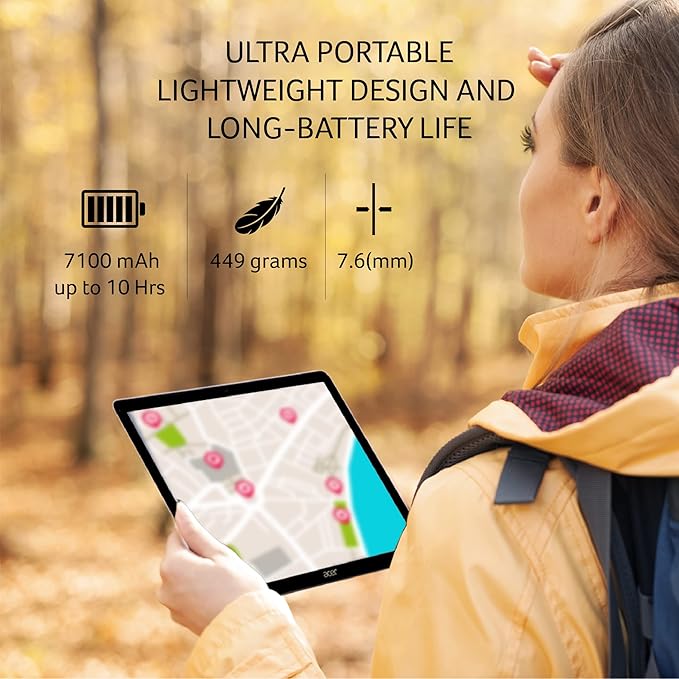 ULTRA PORTABLE
LIGHTWEIGHT DESIGN AND
LONG-BATTERY LIFE
7100 mAh
up to 10 Hrs
449 grams
7.6(mm)
acer